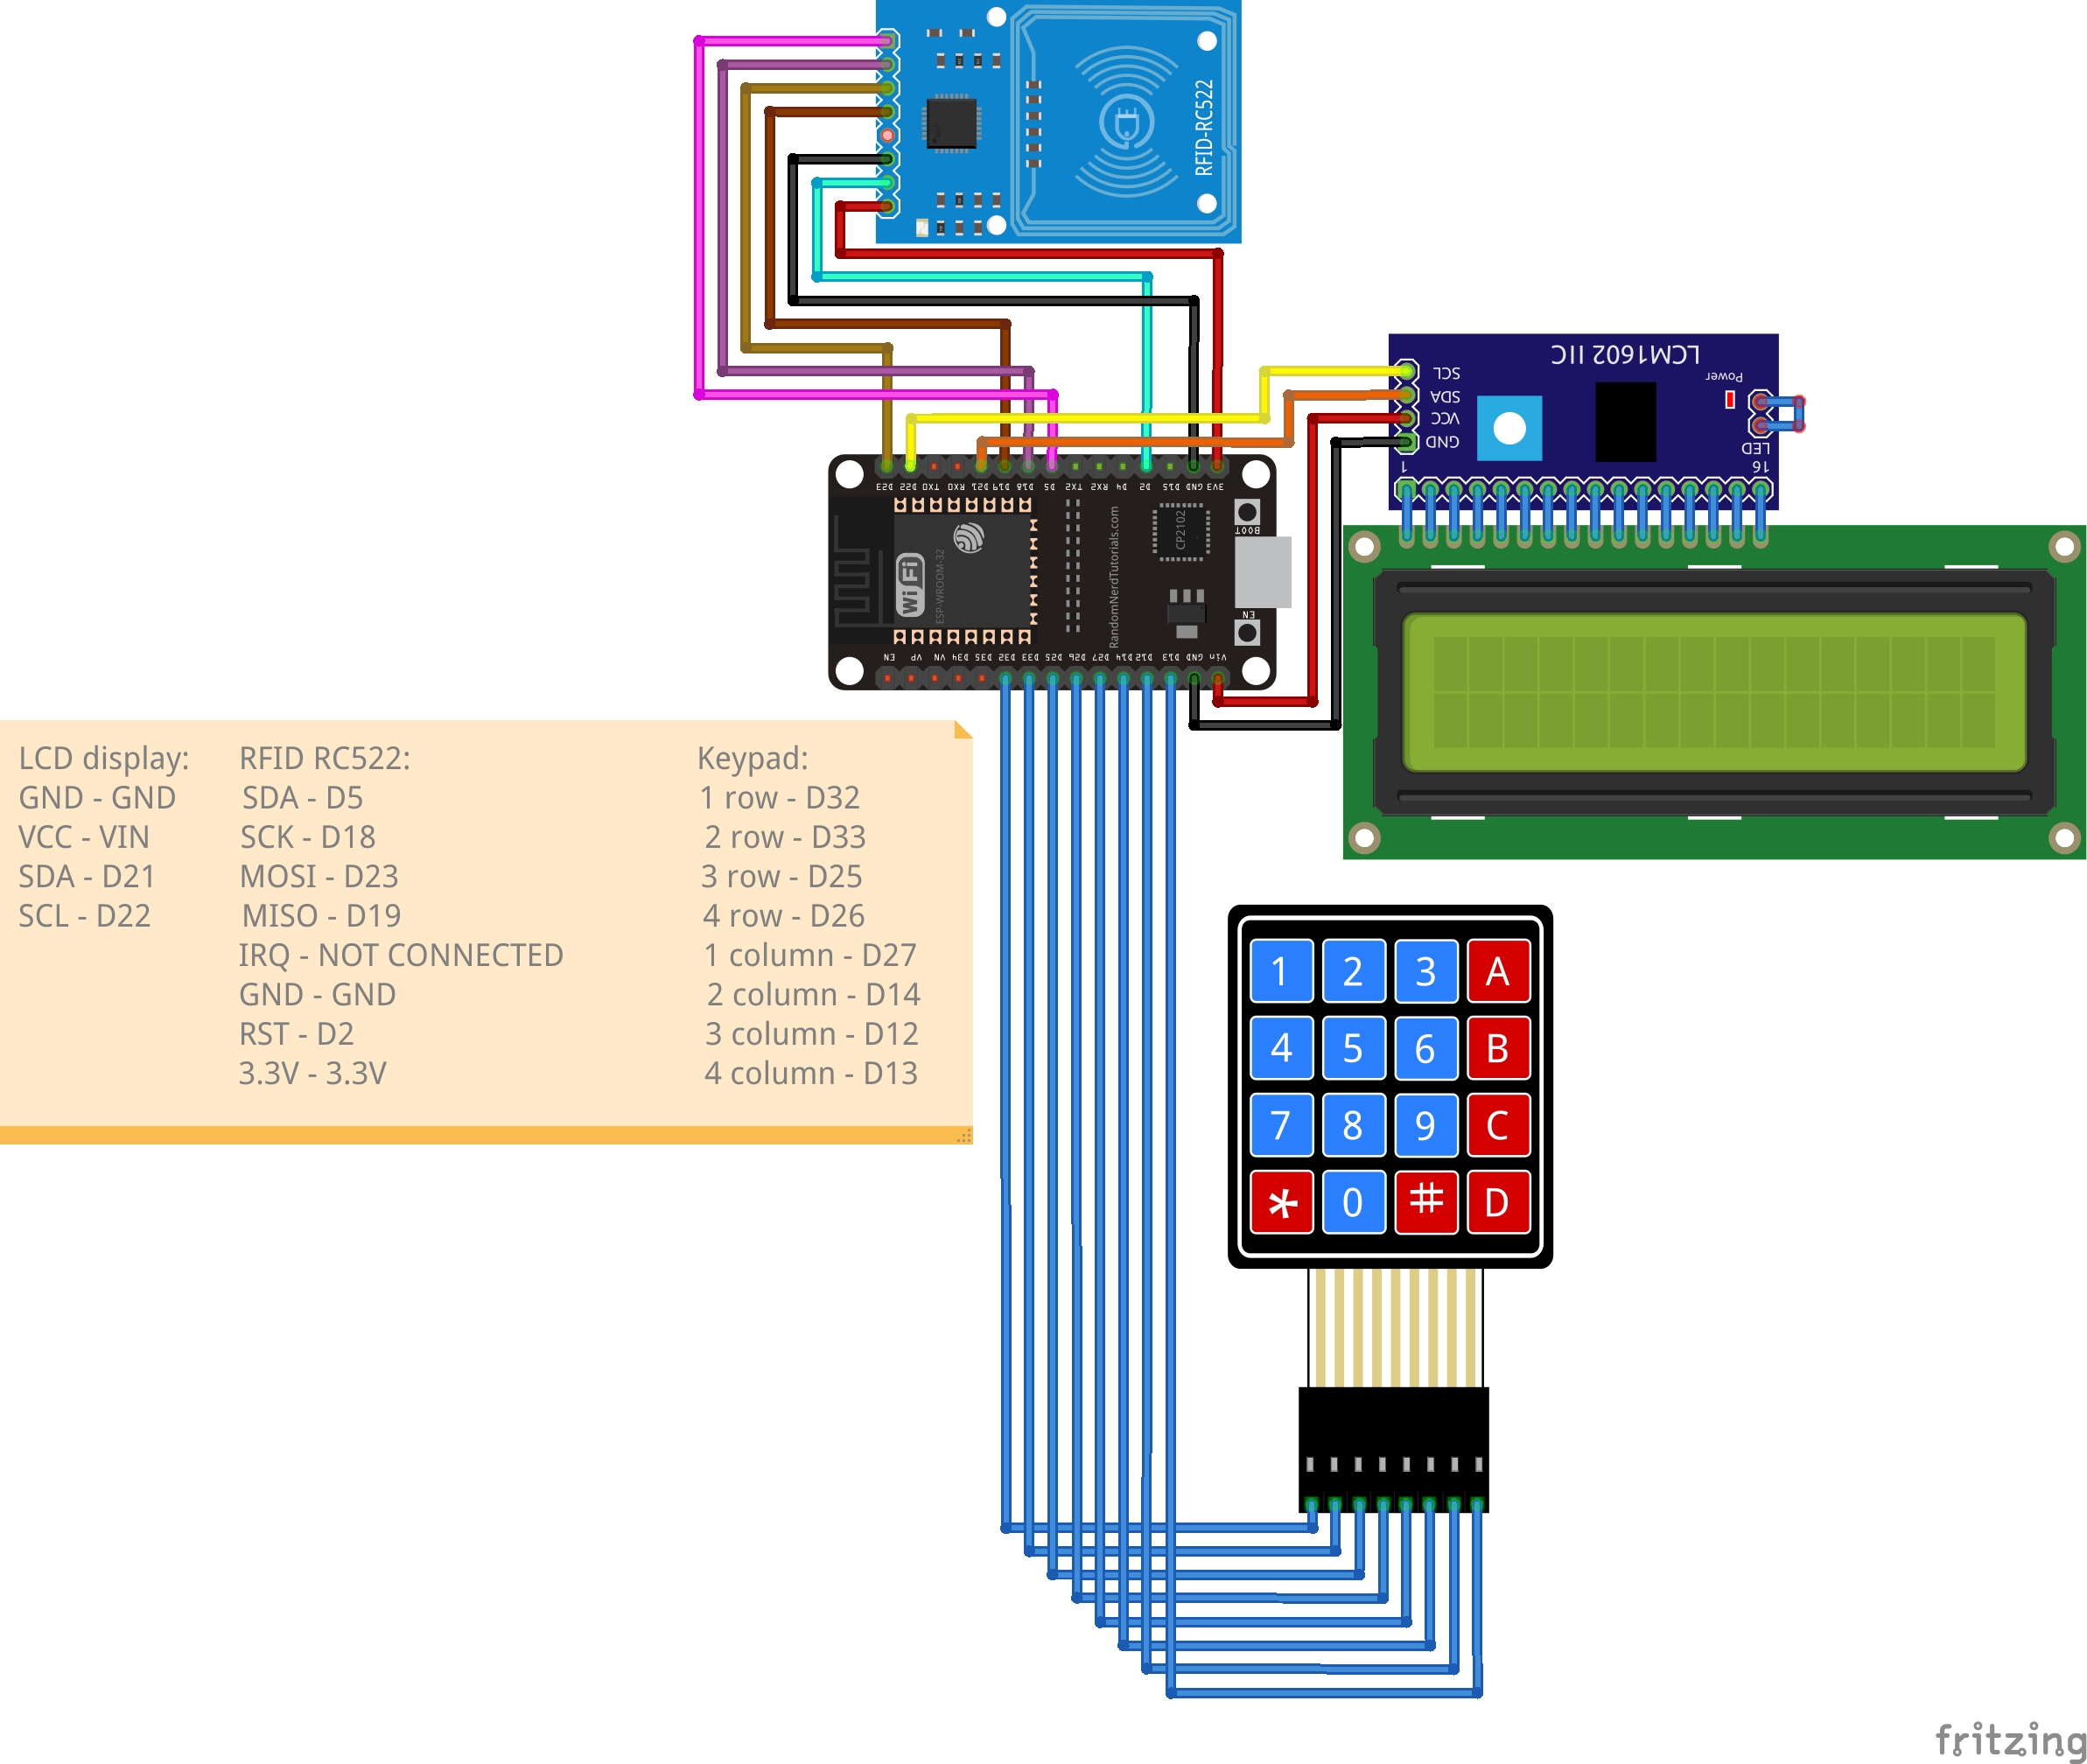 RFID-RC522
LCM1602 IIC
SCL
SDA
VCC
GND
Power
LED
1
16
D23 D22 TX0 RX0 D21 D19 D18 D5 TX2 RX2 D4 D2 D15 GND 3V3
WiFi
ESP-WROOM-32
RandomNerdTutorials.com
CP2102
BOOT
EN
EN VP VN D34 D35 D32 D33 D25 D26 D27 D14 D12 D13 GND Vin
LCD display:
GND - GND
VCC - VIN
SDA - D21
SCL - D22
RFID RC522:
SDA - D5
SCK - D18
MOSI - D23
MISO - D19
IRQ - NOT CONNECTED
GND - GND
RST - D2
3.3V - 3.3V
Keypad:
1 row - D32
2 row - D33
3 row - D25
4 row - D26
1 column - D27
2 column - D14
3 column - D12
4 column - D13
1 2 3 A
4 5 6 B
7 8 9 C
* 0 # D
fritzing